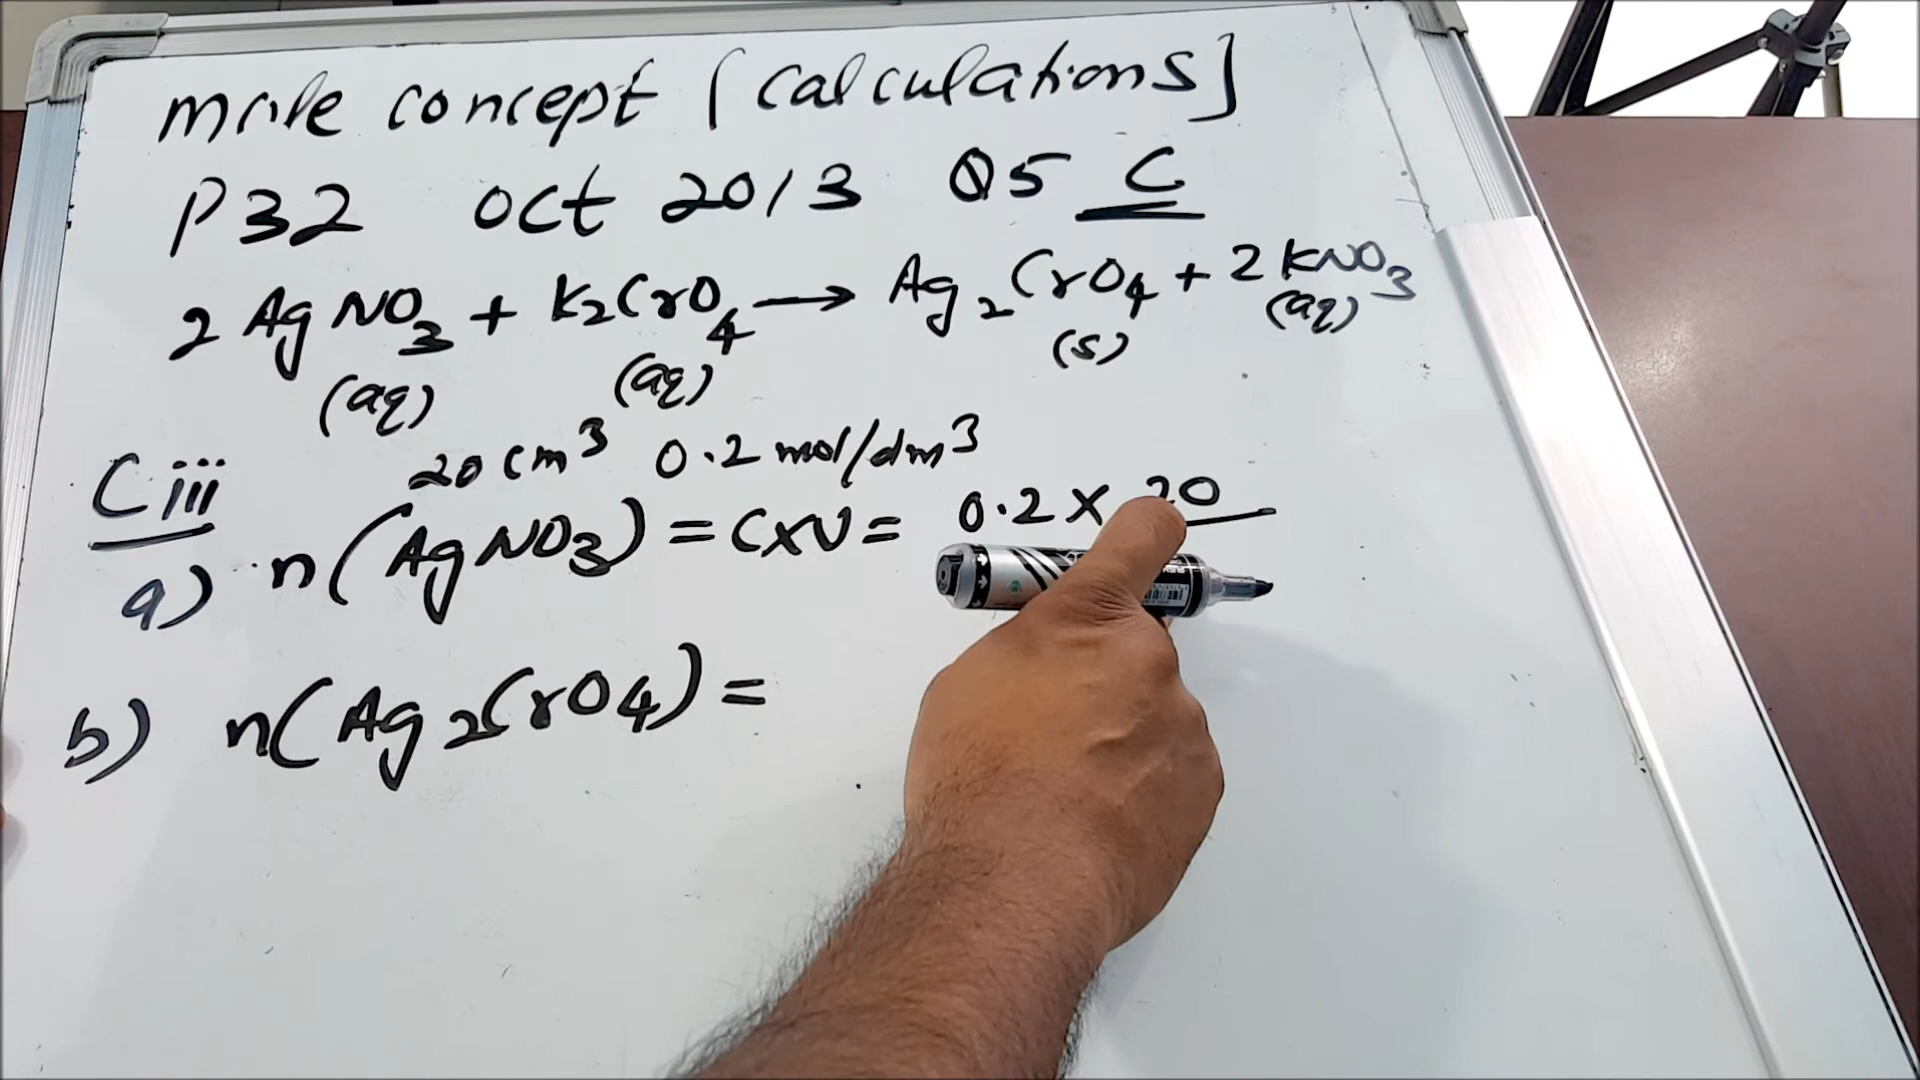 Mole concept [calculations]
P32 Oct 2013 Q5 C
2 AgNO3 + K2CrO4 → Ag2CrO4 + 2 KNO3
(aq) (aq) (s) (aq)
20 cm³ 0.2 mol/dm³
Ciii
a) n(AgNO3) = CxV = 0.2 x 20
b) n(Ag2CrO4) =